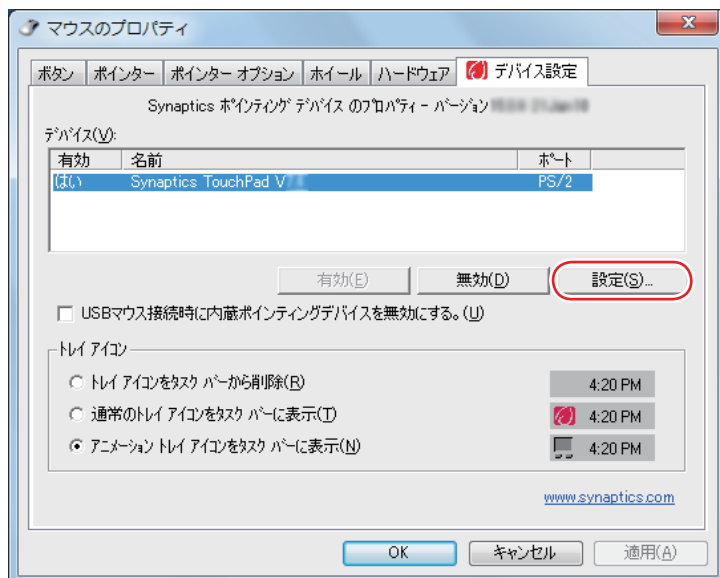 マウスのプロパティ
ボタン ポインター ポインター オプション ホイール ハードウェア デバイス設定
Synaptics ポインティング デバイス のプロパティ - バージョン
デバイス(V):
有効 名前 ポート
はい Synaptics TouchPad V PS/2
有効(E) 無効(D) 設定(S)...
USBマウス接続時に内蔵ポインティングデバイスを無効にする。(U)
トレイ アイコン
トレイ アイコンをタスク バーから削除(R) 4:20 PM
通常のトレイ アイコンをタスク バーに表示(T) 4:20 PM
アニメーション トレイ アイコンをタスク バーに表示(N) 4:20 PM
www.synaptics.com
OK キャンセル 適用(A)